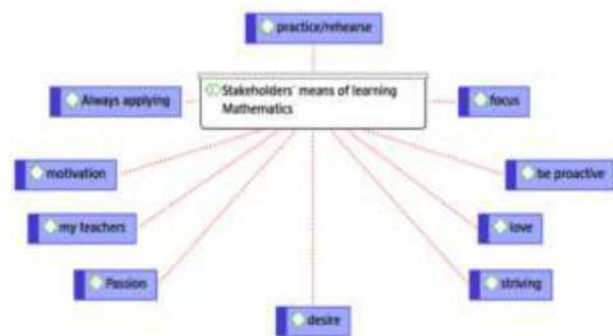 practice/rehearse
Stakeholders' means of learning
Mathematics
Always applying
focus
motivation
be proactive
my teachers
love
Passion
striving
desire